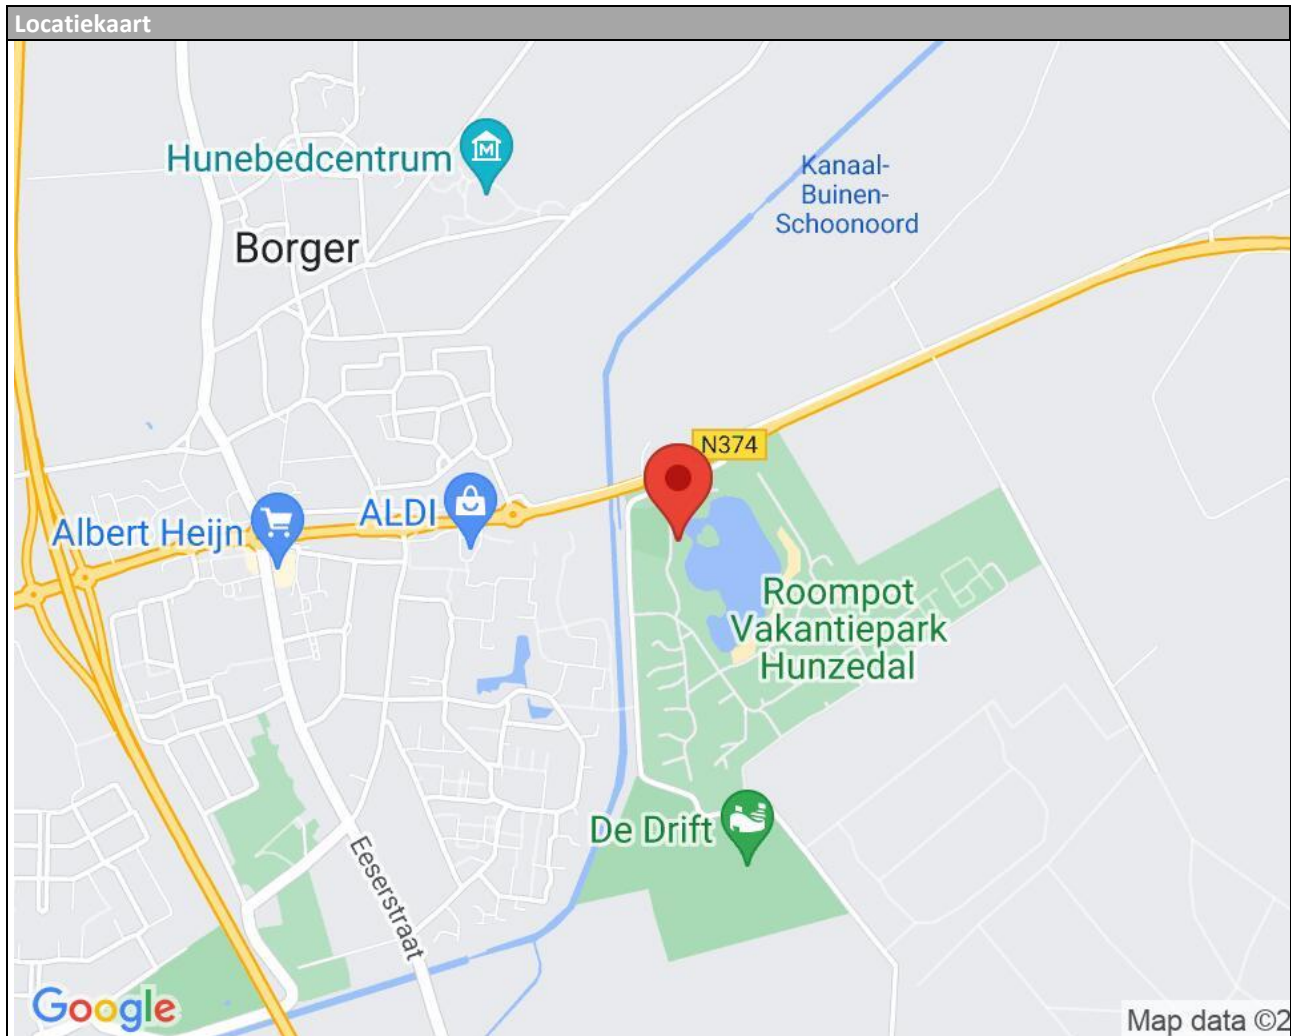 Locatiekaart
Hunebedcentrum
Kanaal-
Buinen-
Schoonoord
Borger
N374
ALDI
Albert Heijn
Roompot
Vakantiepark
Hunzedal
De Drift
Eeserstraat
Google
Map data ©2